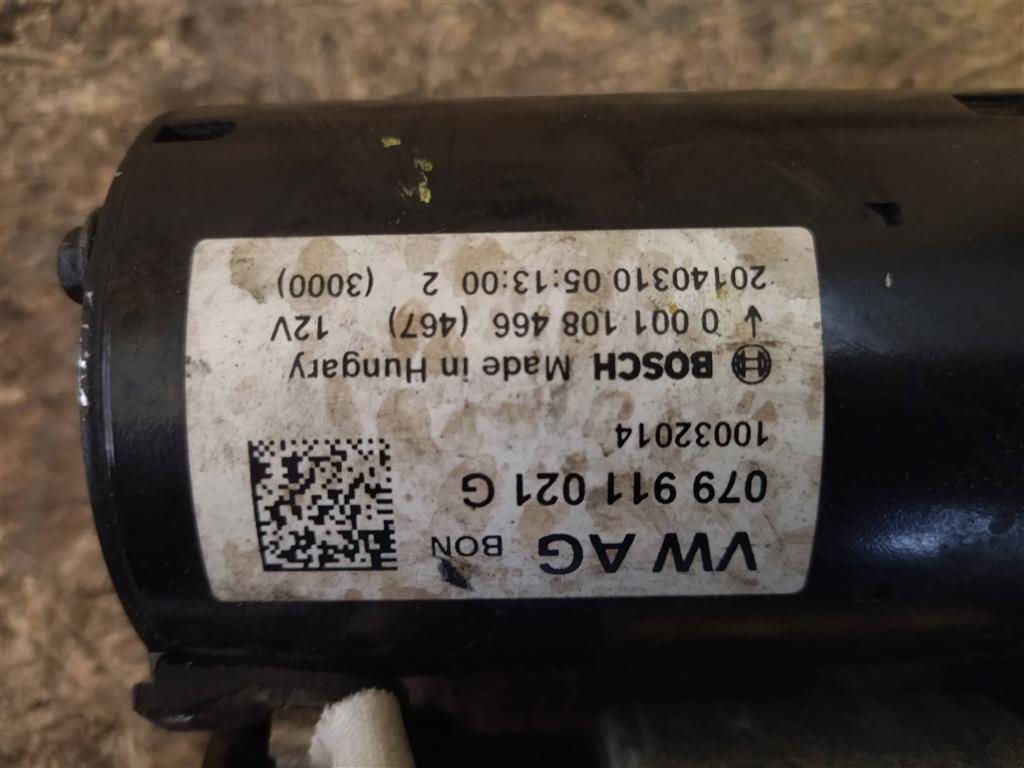 VW AG BON
079 911 021 G
10032014
BOSCH Made in Hungary
0 001 108 466 (467) 12V
20140310 05:13:00 2 (3000)